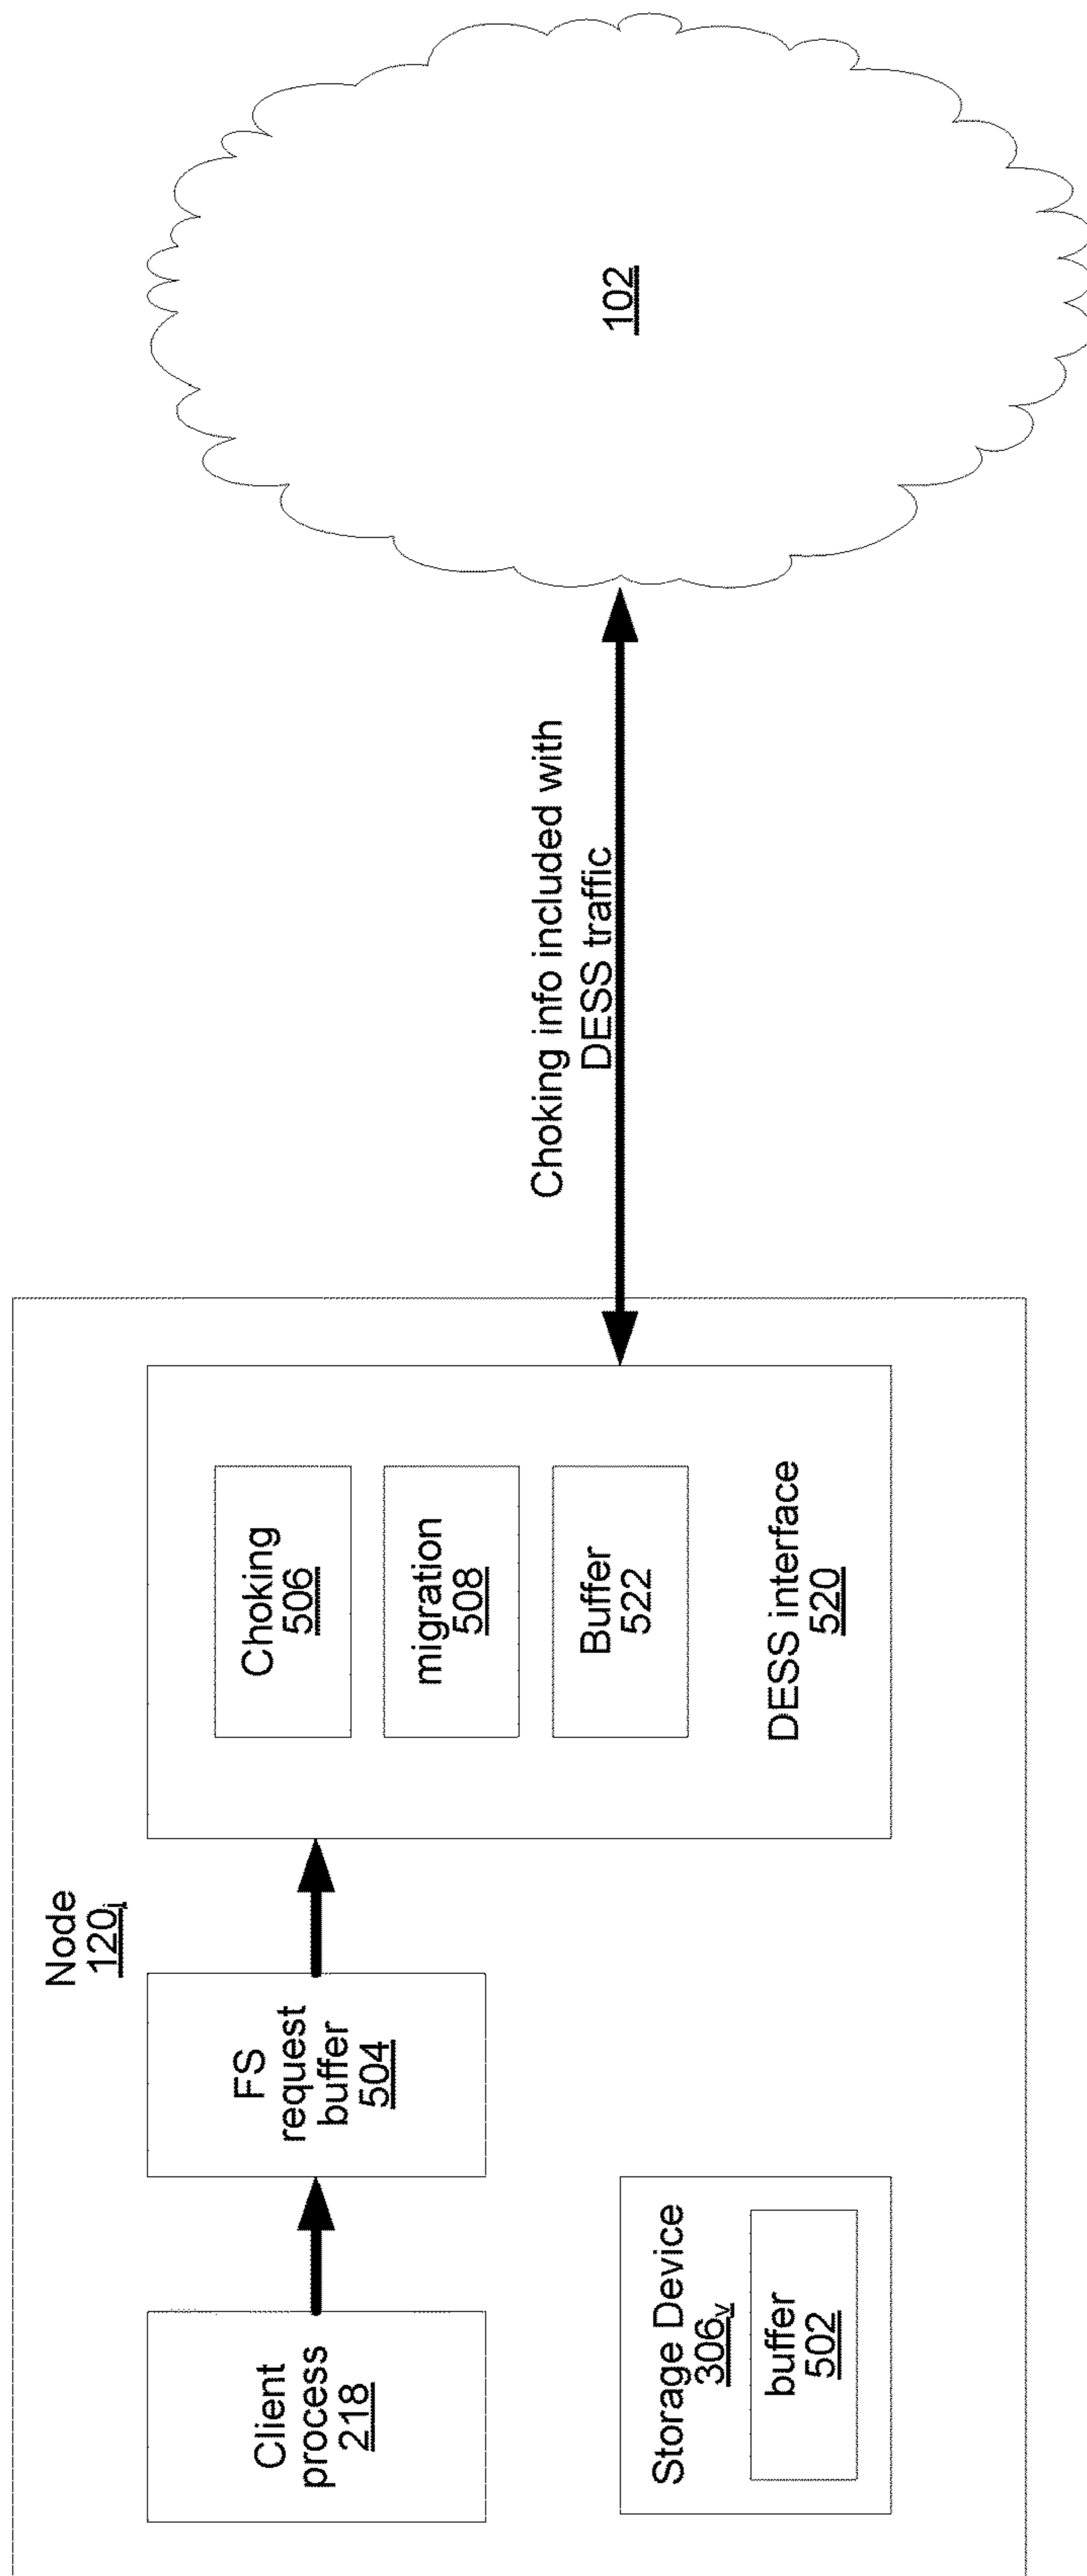 Node
120i
Client
process
218
FS
request
buffer
504
Choking
506
migration
508
Buffer
522
DESS interface
520
Storage Device
306v
buffer
502
Choking info included with
DESS traffic
102